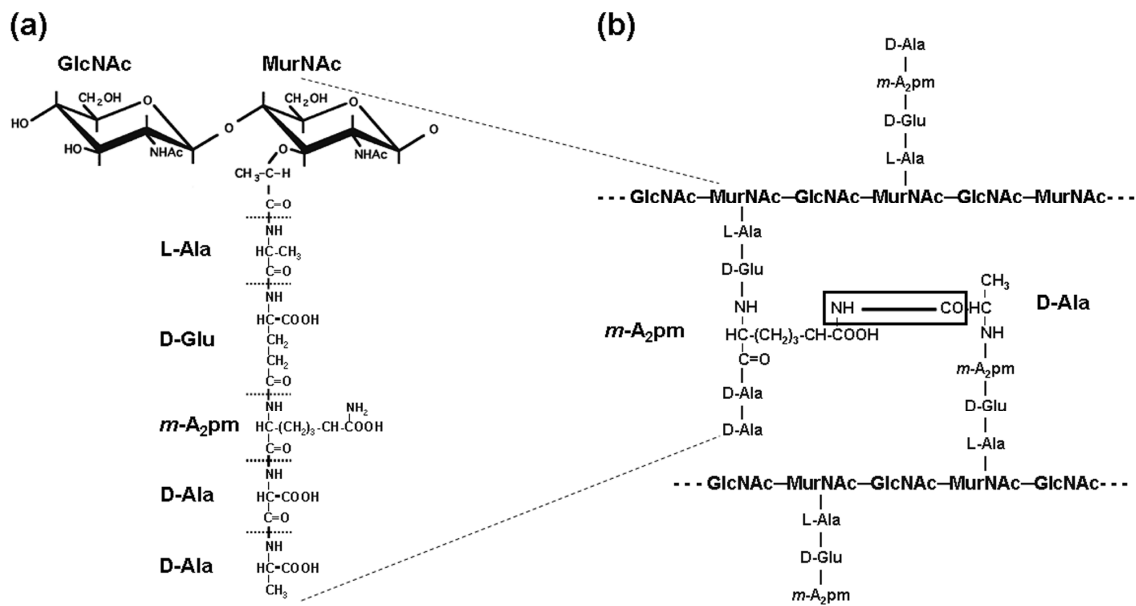 (a)
GlcNAc MurNAc
CH₂OH O CH₂OH O
HO O O
HO NHAc O NHAc
CH₃-C-H
C=O
NH
L-Ala HC-CH₃
C=O
NH
HC-COOH
D-Glu CH₂
CH₂
C=O
NH NH₂
m-A₂pm HC-(CH₂)₃-CH-COOH
C=O
NH
D-Ala HC-COOH
C=O
NH
D-Ala HC-COOH
CH₃
(b)
D-Ala
m-A₂pm
D-Glu
L-Ala
---GlcNAc—MurNAc—GlcNAc—MurNAc—GlcNAc—MurNAc---
L-Ala
D-Glu
CH₃
NH NH CO-HC D-Ala
m-A₂pm HC-(CH₂)₃-CH-COOH NH
C=O
m-A₂pm
D-Ala
D-Glu
D-Ala
L-Ala
---GlcNAc—MurNAc—GlcNAc—MurNAc—GlcNAc---
L-Ala
D-Glu
m-A₂pm